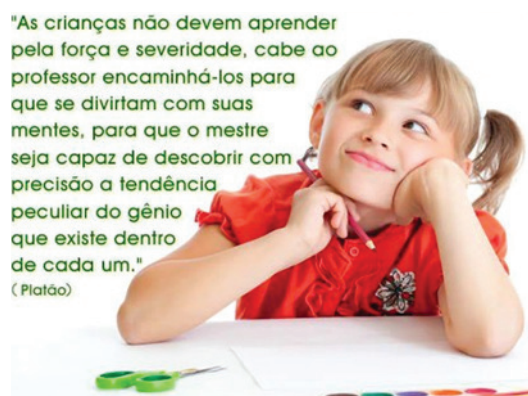 "As crianças não devem aprender
pela força e severidade, cabe ao
professor encaminhá-los para
que se divirtam com suas
mentes, para que o mestre
seja capaz de descobrir com
precisão a tendência
peculiar do gênio
que existe dentro
de cada um."
(Platão)